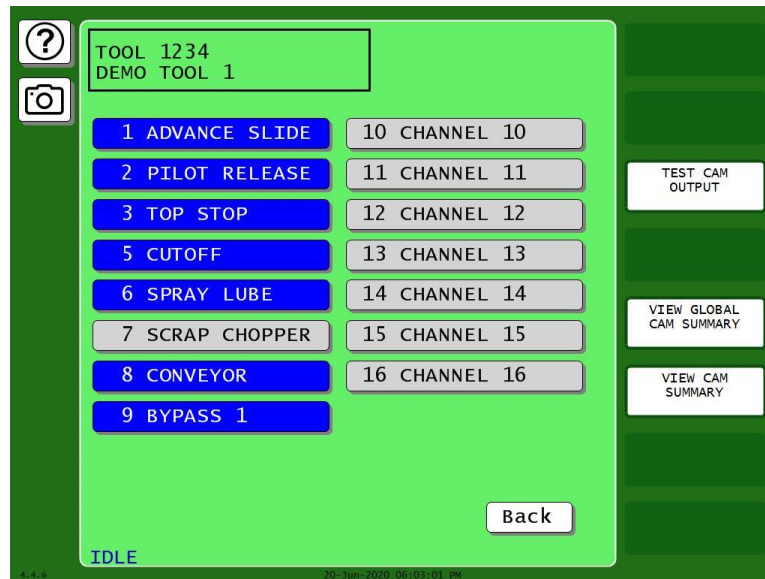 ?
TOOL 1234
DEMO TOOL 1
1 ADVANCE SLIDE
2 PILOT RELEASE
3 TOP STOP
5 CUTOFF
6 SPRAY LUBE
7 SCRAP CHOPPER
8 CONVEYOR
9 BYPASS 1
10 CHANNEL 10
11 CHANNEL 11
12 CHANNEL 12
13 CHANNEL 13
14 CHANNEL 14
15 CHANNEL 15
16 CHANNEL 16
TEST CAM
OUTPUT
VIEW GLOBAL
CAM SUMMARY
VIEW CAM
SUMMARY
Back
IDLE
4.4.6
20-Jun-2020 06:03:01 PM